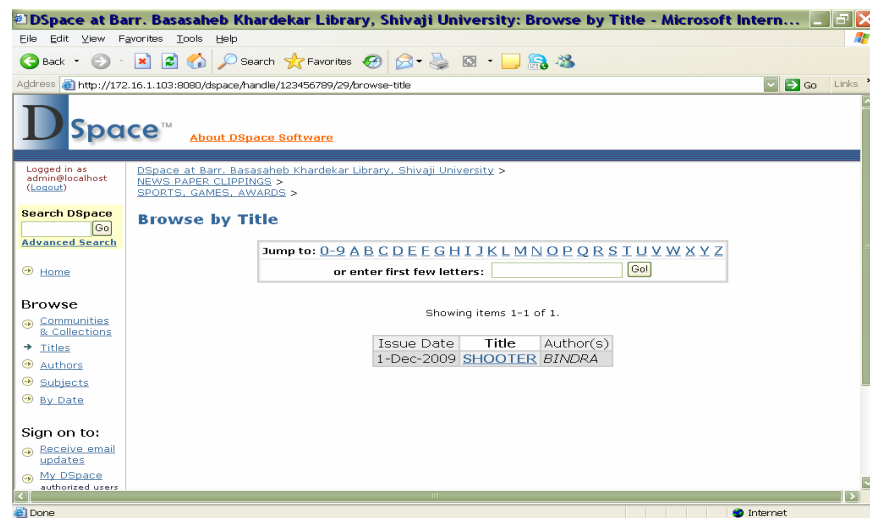 DSpace at Barr. Basasaheb Khardekar Library, Shivaji University: Browse by Title - Microsoft Intern...
File Edit View Favorites Tools Help
Back Search Favorites
Address http://172.16.1.103:8080/dspace/handle/123456789/29/browse-title Go Links
DSpace™ About DSpace Software
Logged in as
admin@localhost
(Logout)
DSpace at Barr. Basasaheb Khardekar Library, Shivaji University >
NEWS PAPER CLIPPINGS >
SPORTS, GAMES, AWARDS >
Search DSpace
Go
Advanced Search
Home
Browse
Communities
& Collections
Titles
Authors
Subjects
By Date
Sign on to:
Receive email
updates
My DSpace
authorized users
Browse by Title
Jump to: 0-9 A B C D E F G H I J K L M N O P Q R S T U V W X Y Z
or enter first few letters: Go!
Showing items 1-1 of 1.
Issue Date Title Author(s)
1-Dec-2009 SHOOTER BINDRA
Done Internet